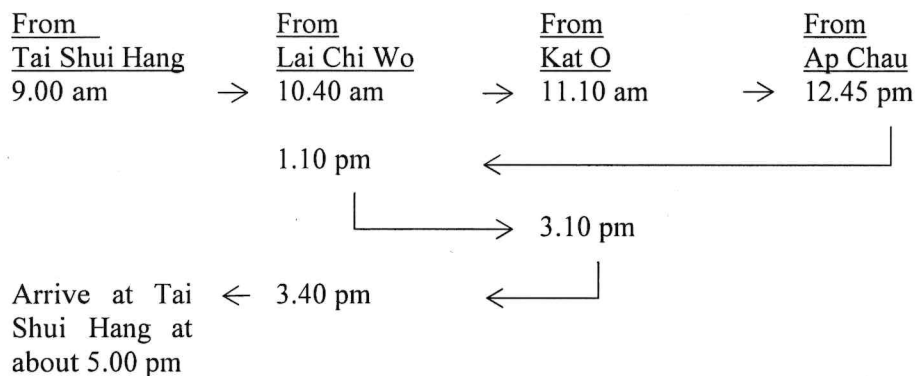 From From From From
Tai Shui Hang Lai Chi Wo Kat O Ap Chau
9.00 am → 10.40 am → 11.10 am → 12.45 pm
1.10 pm
3.10 pm
Arrive at Tai ← 3.40 pm
Shui Hang at
about 5.00 pm